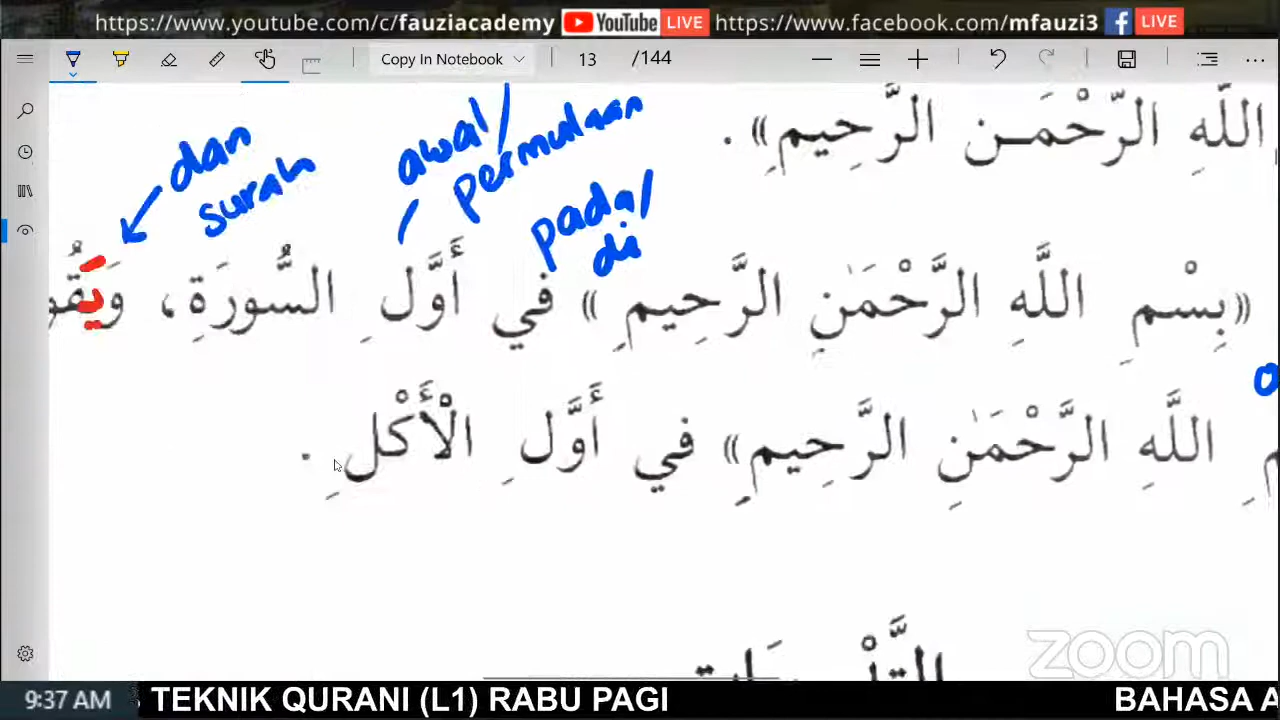 https://www.youtube.com/c/fauziacademy YouTube LIVE https://www.facebook.com/mfauzi3 f LIVE
Copy In Notebook 13 /144
اللَّهِ الرَّحْمَـنِ الرَّحِيمِ» .
dan surah
awal/ permulaan
pada/ di
«بِسْمِ اللَّهِ الرَّحْمَٰنِ الرَّحِيمِ» فِي أَوَّلِ السُّورَةِ، وَيَقُو
اللَّهِ الرَّحْمَٰنِ الرَّحِيمِ» فِي أَوَّلِ الْأَكْلِ .
zoom
9:37 AM TEKNIK QURANI (L1) RABU PAGI BAHASA A